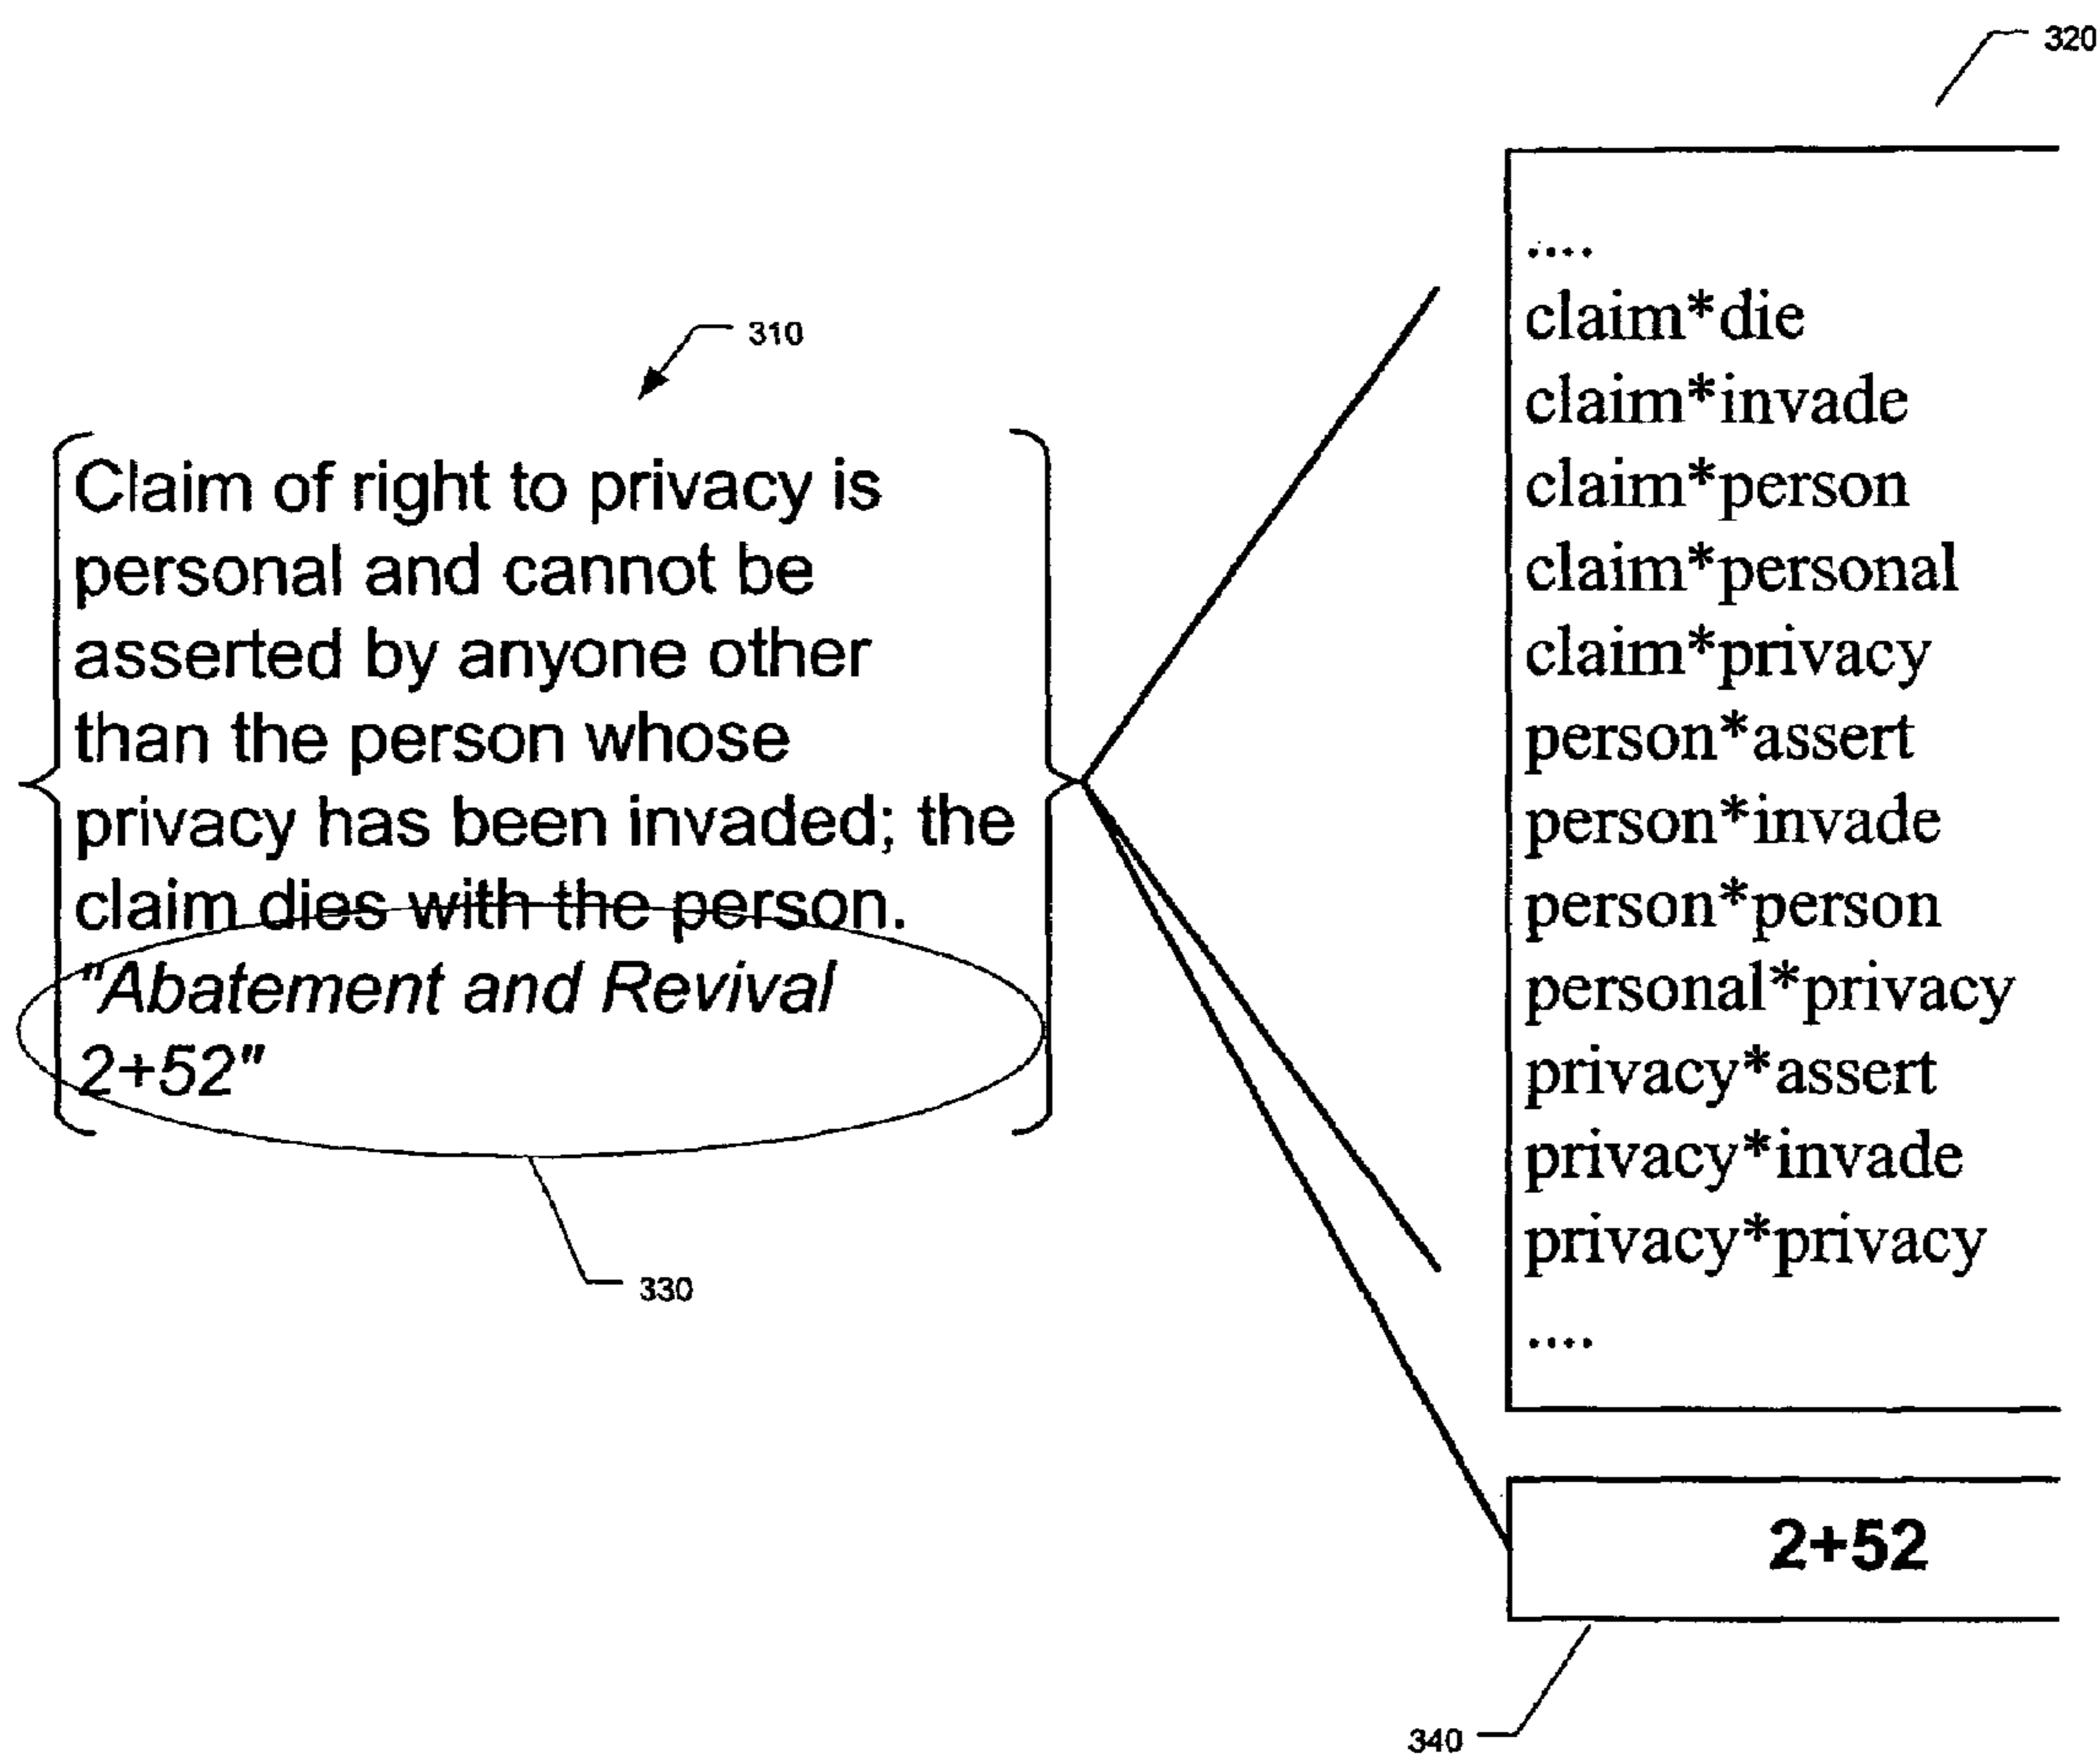 320
310
Claim of right to privacy is
personal and cannot be
asserted by anyone other
than the person whose
privacy has been invaded; the
claim dies with the person.
"Abatement and Revival
2+52"
330
....
claim*die
claim*invade
claim*person
claim*personal
claim*privacy
person*assert
person*invade
person*person
personal*privacy
privacy*assert
privacy*invade
privacy*privacy
....
2+52
340